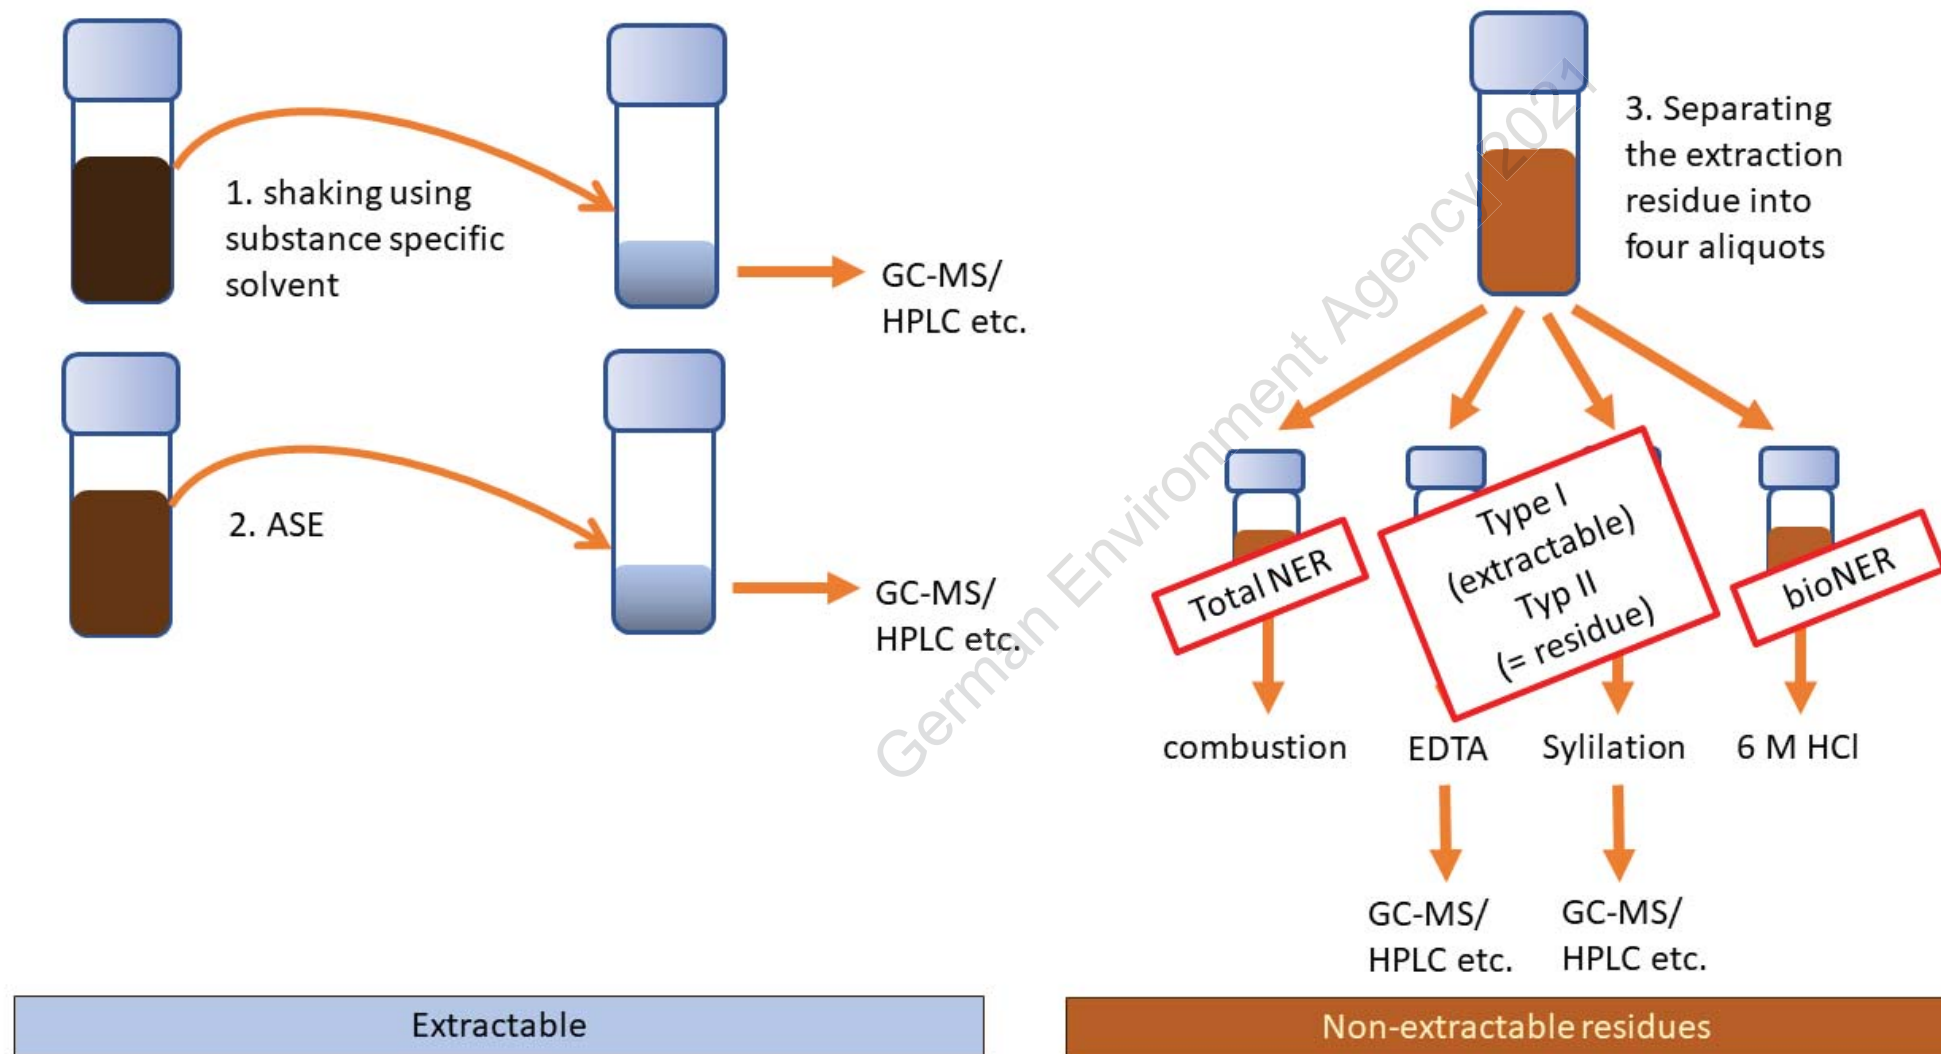 1. shaking using
substance specific
solvent
GC-MS/
HPLC etc.
2. ASE
GC-MS/
HPLC etc.
Extractable
3. Separating
the extraction
residue into
four aliquots
Total NER
Type I
(extractable)
Typ II
(= residue)
bioNER
combustion
EDTA
Sylilation
6 M HCl
GC-MS/
HPLC etc.
GC-MS/
HPLC etc.
Non-extractable residues
German Environment Agency 2021